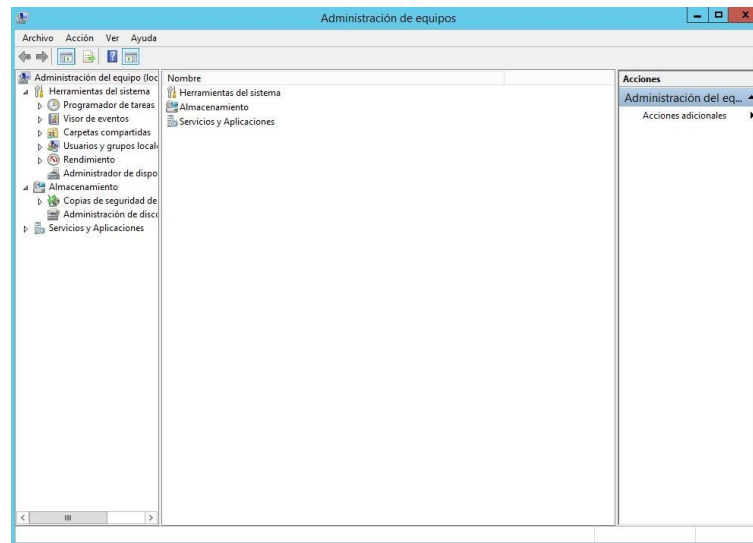 Administración de equipos
Archivo Acción Ver Ayuda
Administración del equipo (loc
Herramientas del sistema
Programador de tareas
Visor de eventos
Carpetas compartidas
Usuarios y grupos locale
Rendimiento
Administrador de dispo
Almacenamiento
Copias de seguridad de
Administración de disco
Servicios y Aplicaciones
Nombre
Herramientas del sistema
Almacenamiento
Servicios y Aplicaciones
Acciones
Administración del eq...
Acciones adicionales